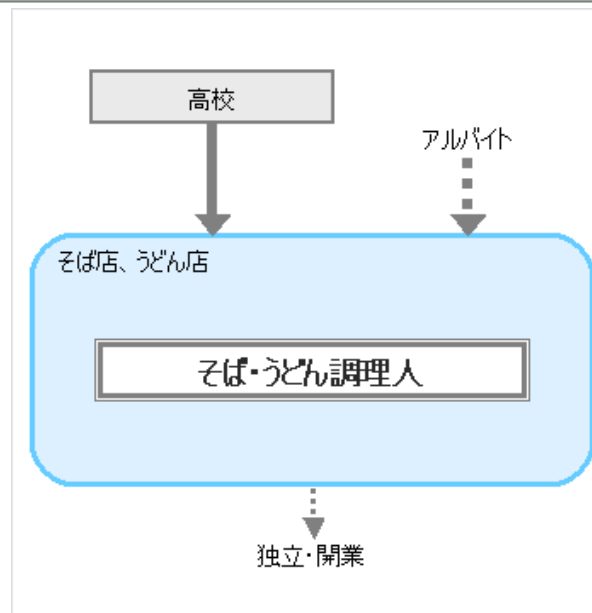 高校
アルバイト
そば店、うどん店
そば・うどん調理人
独立・開業